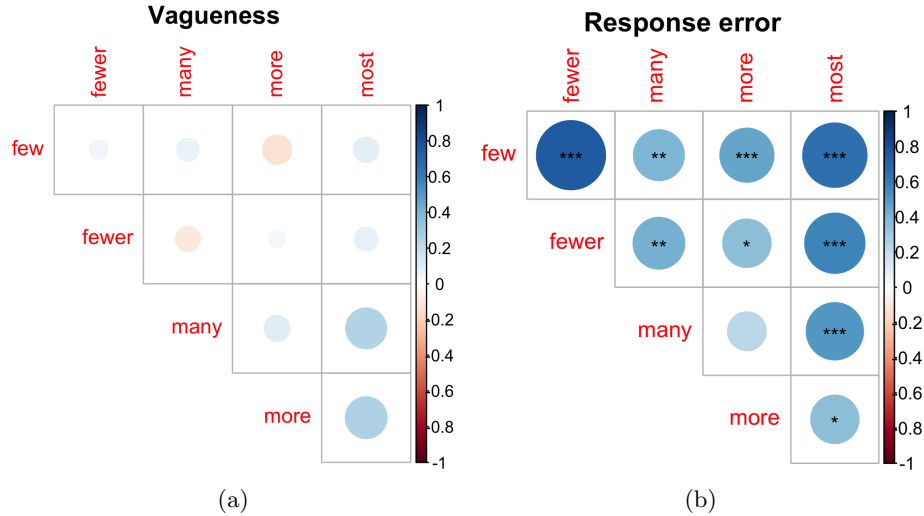 Vagueness
fewer
many
more
most
few
fewer
many
more
1
0.8
0.6
0.4
0.2
0
-0.2
-0.4
-0.6
-0.8
-1
(a)
Response error
fewer
many
more
most
few
*** ** *** ***
fewer
** * ***
many
***
more
*
1
0.8
0.6
0.4
0.2
0
-0.2
-0.4
-0.6
-0.8
-1
(b)